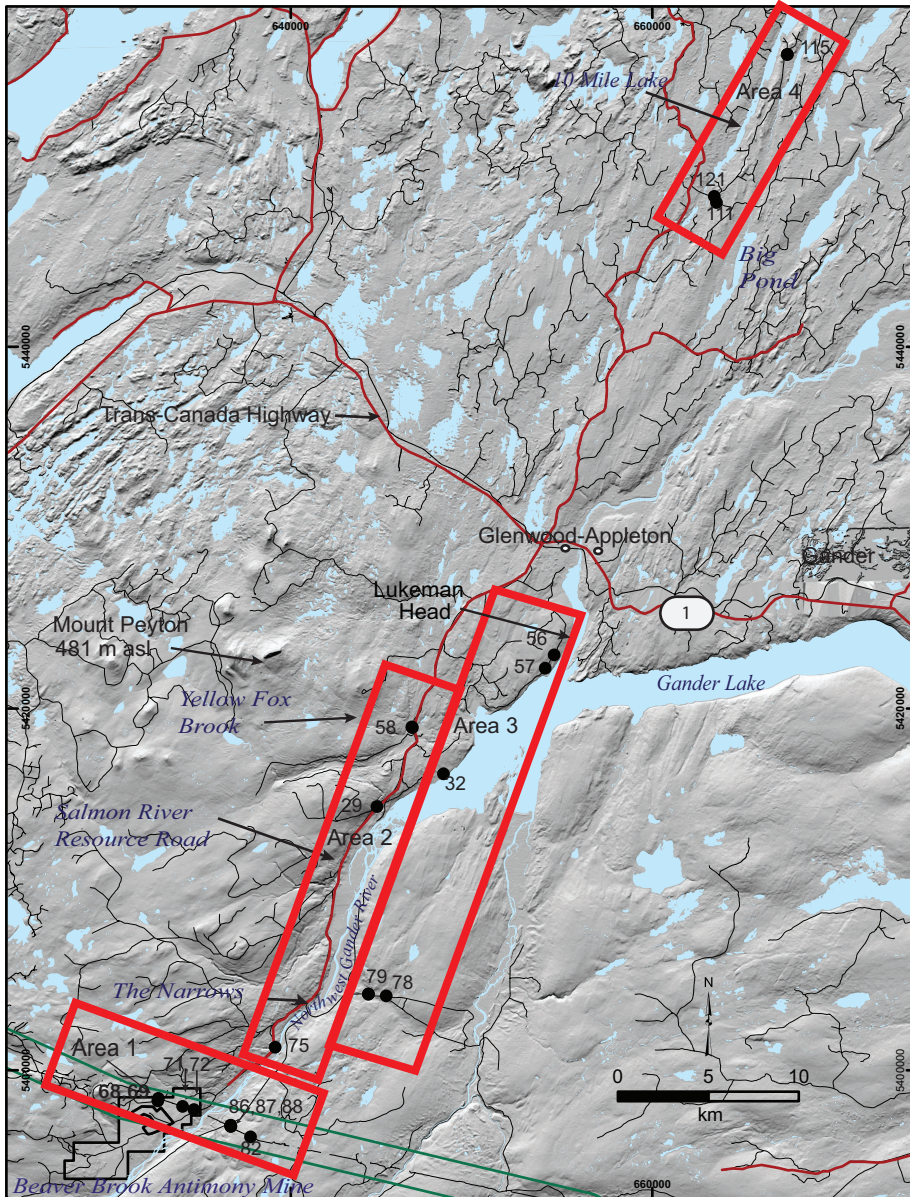 640000
660000
115
10 Mile Lake
Area 4
121
111
Big
Pond
5440000
5440000
Trans-Canada Highway
Glenwood-Appleton
Gander
Lukeman
Head
1
Mount Peyton
481 m asl
56
57
Gander Lake
Yellow Fox
Brook
5420000
5420000
58
Area 3
32
29
Salmon River
Resource Road
Area 2
Northwest Gander River
79
78
The Narrows
N
75
Area 1
71 72
5400000
5400000
68,69
0
5
10
km
86,87,88
82
Beaver Brook Antimony Mine
640000
660000